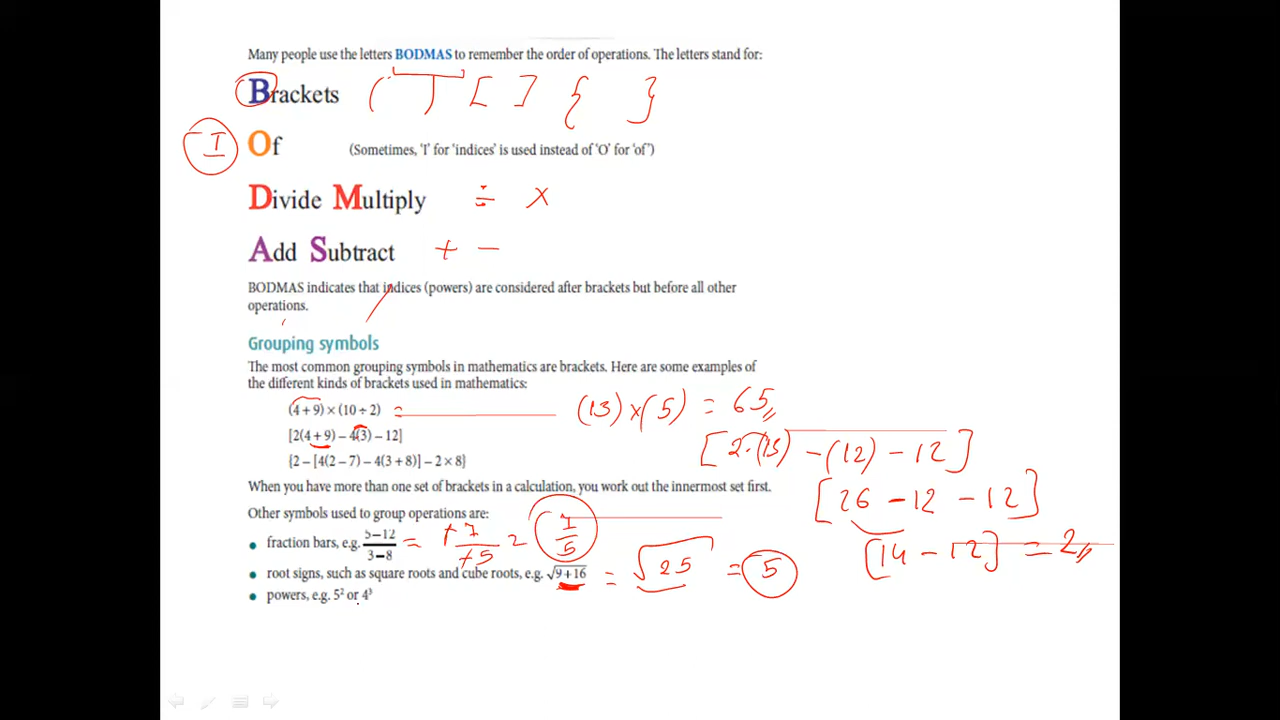 Many people use the letters BODMAS to remember the order of operations. The letters stand for:
Brackets ( ) [ ] { }
I Of (Sometimes, 'I' for 'indices' is used instead of 'O' for 'of')
Divide Multiply ÷ ×
Add Subtract + −
BODMAS indicates that indices (powers) are considered after brackets but before all other
operations.
Grouping symbols
The most common grouping symbols in mathematics are brackets. Here are some examples of
the different kinds of brackets used in mathematics:
(4 + 9) × (10 ÷ 2) = (13) × (5) = 65
[2(4 + 9) − 4(3) − 12] [2·(13) − (12) − 12]
{2 − [4(2 − 7) − 4(3 + 8)] − 2 × 8}
[26 − 12 − 12]
[14 − 12] = 2
When you have more than one set of brackets in a calculation, you work out the innermost set first.
Other symbols used to group operations are:
• fraction bars, e.g. 5−12/3−8 = +7/+5 = 7/5
• root signs, such as square roots and cube roots, e.g. √9 + 16 = √25 = 5
• powers, e.g. 5² or 4³